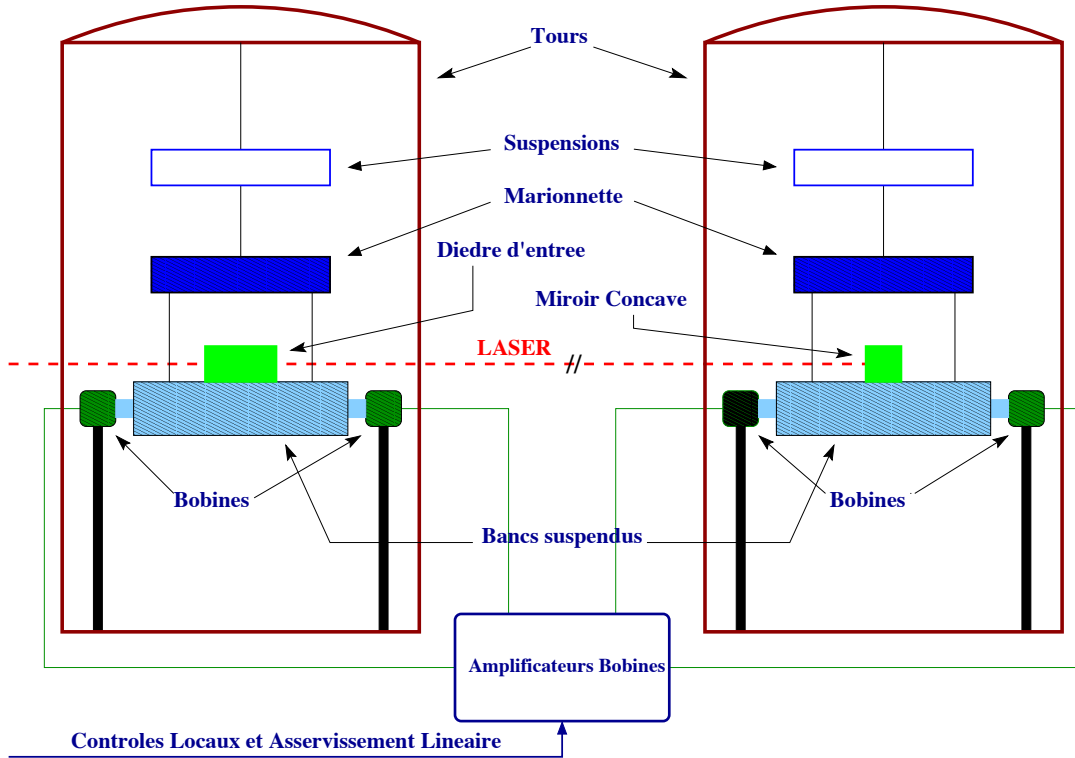 Tours
Suspensions
Marionnette
Diedre d'entree
Miroir Concave
LASER
Bobines
Bobines
Bancs suspendus
Amplificateurs Bobines
Controles Locaux et Asservissement Lineaire